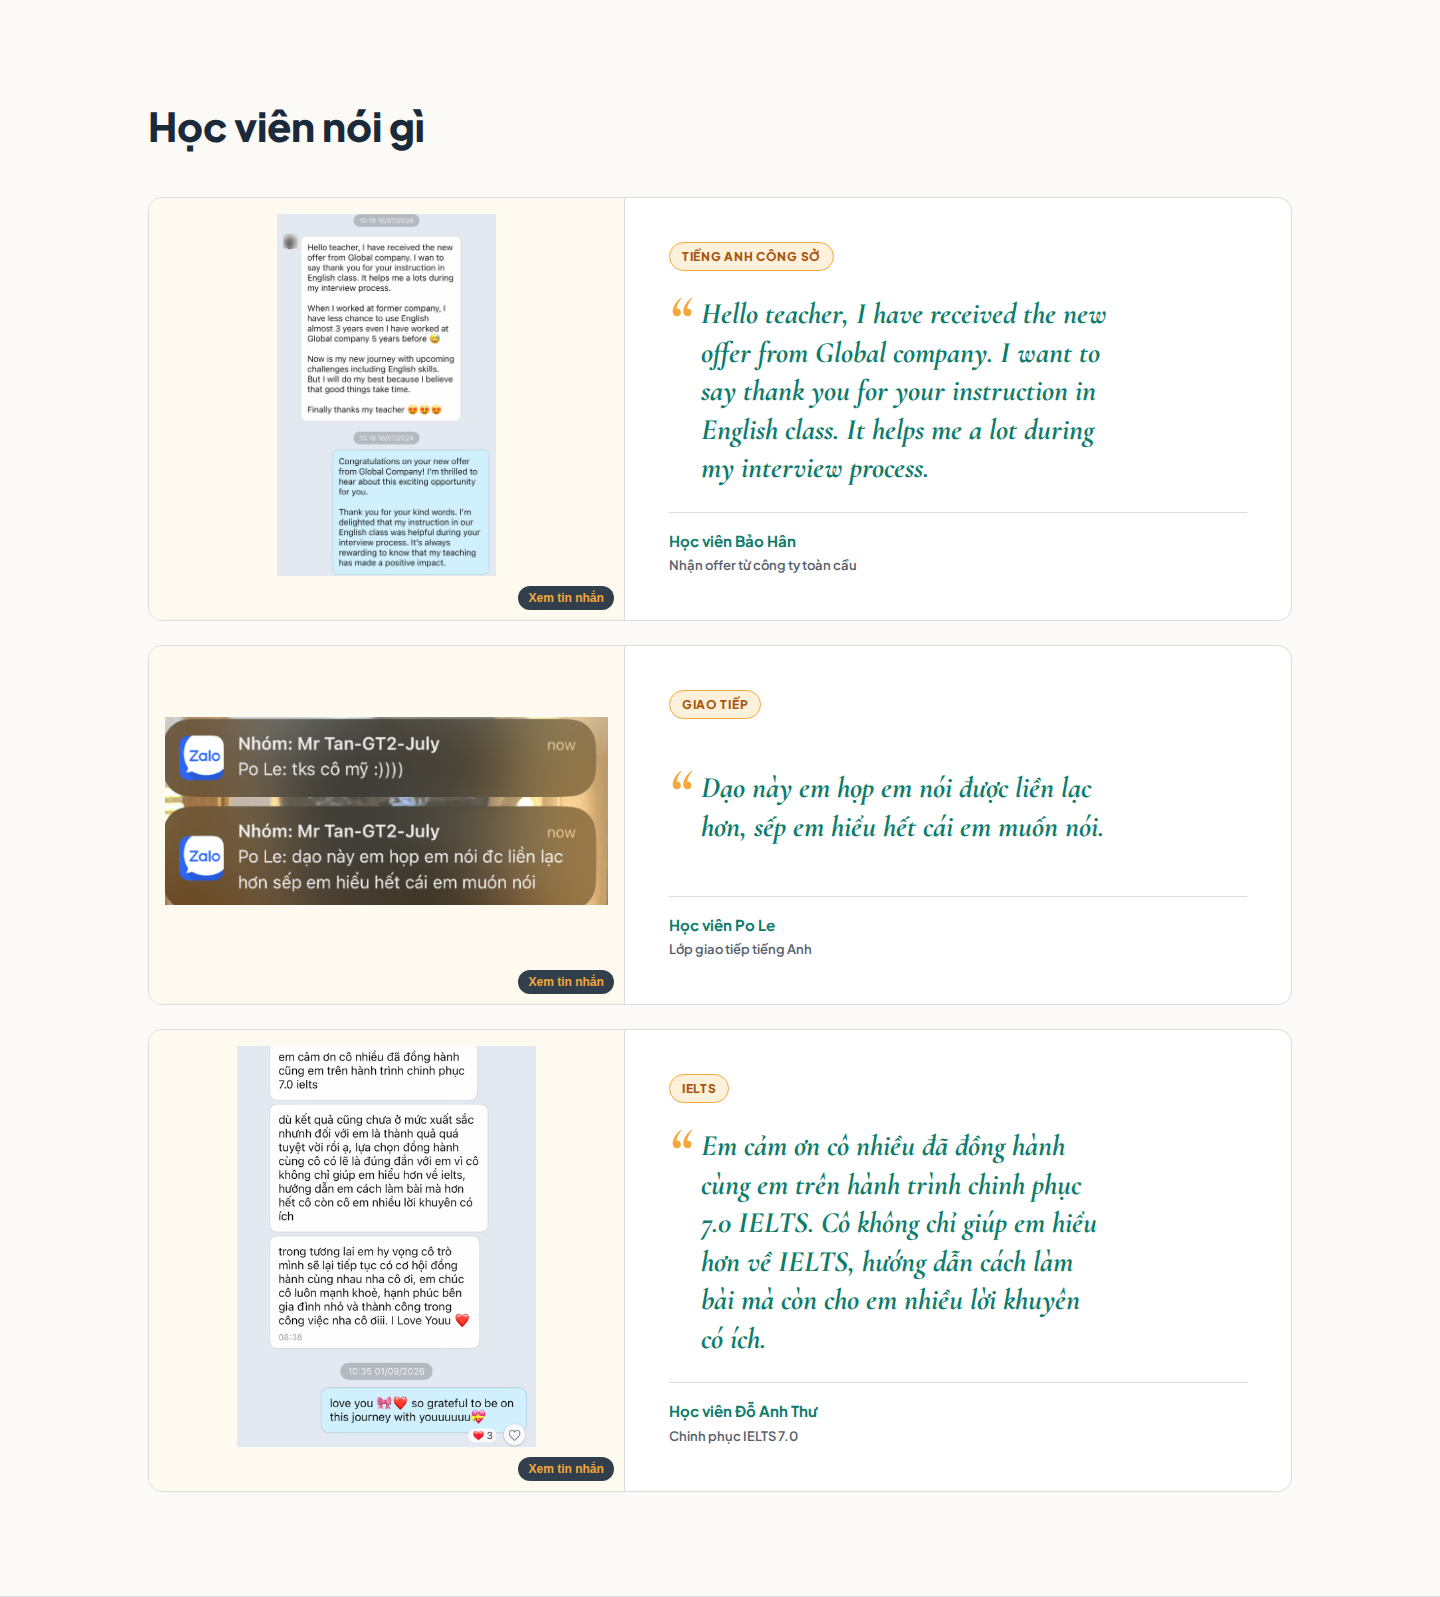 Học viên nói gì
10:16 16/07/2024
Hello teacher, I have received the new
offer from Global company. I wan to
say thank you for your instruction in
English class. It helps me a lots during
my interview process.
When I worked at former company, I
have less chance to use English
almost 3 years even I have worked at
Global company 5 years before 😅
Now is my new journey with upcoming
challenges including English skills.
But I will do my best because I believe
that good things take time.
Finally thanks my teacher 😍😍😍
13:18 16/07/2024
Congratulations on your new offer
from Global Company! I'm thrilled to
hear about this exciting opportunity
for you.
Thank you for your kind words. I'm
delighted that my instruction in our
English class was helpful during your
interview process. It's always
rewarding to know that my teaching
has made a positive impact.
Xem tin nhắn
TIẾNG ANH CÔNG SỞ
“ Hello teacher, I have received the new
offer from Global company. I want to
say thank you for your instruction in
English class. It helps me a lot during
my interview process.
Học viên Bảo Hân
Nhận offer từ công ty toàn cầu
Zalo
Nhóm: Mr Tan-GT2-July
now
Po Le: tks cô mỹ :))))
Zalo
Nhóm: Mr Tan-GT2-July
now
Po Le: dạo này em họp em nói đc liền lạc
hơn sếp em hiểu hết cái em muón nói
Xem tin nhắn
GIAO TIẾP
“ Dạo này em họp em nói được liền lạc
hơn, sếp em hiểu hết cái em muốn nói.
Học viên Po Le
Lớp giao tiếp tiếng Anh
em cảm ơn cô nhiều đã đồng hành
cũng em trên hành trình chinh phục
7.0 ielts
dù kết quả cũng chưa ở mức xuất sắc
nhưnh đối với em là thành quả quá
tuyệt vời rồi ạ, lựa chọn đồng hành
cùng cô có lẽ là đúng đắn với em vì cô
không chỉ giúp em hiểu hơn về ielts,
hướng dẫn em cách làm bài mà hơn
hết cô còn cô em nhiều lời khuyên có
ích
trong tương lai em hy vọng cô trò
mình sẽ lại tiếp tục có cơ hội đồng
hành cùng nhau nha cô ơi, em chúc
cô luôn mạnh khoẻ, hạnh phúc bên
gia đình nhỏ và thành công trong
công việc nha cô ơiii. I Love Youu ❤️
08:38
10:35 01/09/2026
love you 🎀❤️ so grateful to be on
this journey with youuuuuu💝
❤️ 3
Xem tin nhắn
IELTS
“ Em cảm ơn cô nhiều đã đồng hành
cùng em trên hành trình chinh phục
7.0 IELTS. Cô không chỉ giúp em hiểu
hơn về IELTS, hướng dẫn cách làm
bài mà còn cho em nhiều lời khuyên
có ích.
Học viên Đỗ Anh Thư
Chinh phục IELTS 7.0